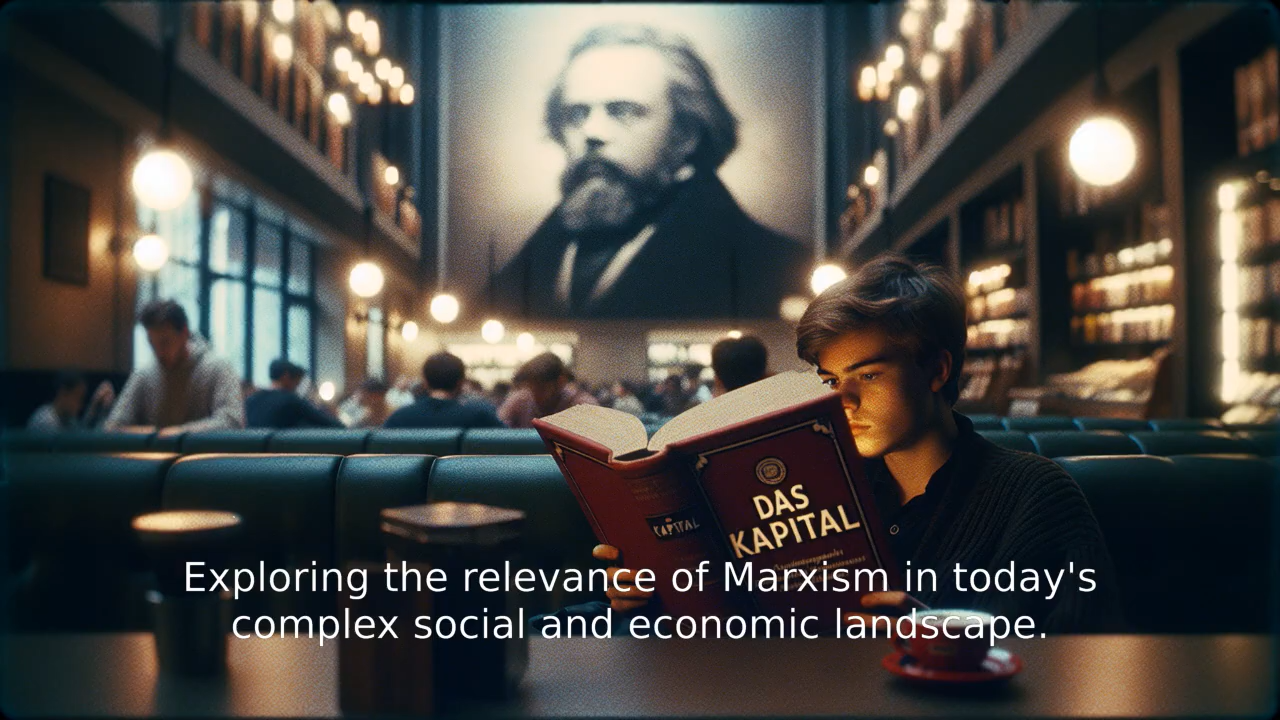 DAS
KAPITAL
KAPITAL
Exploring the relevance of Marxism in today's
complex social and economic landscape.